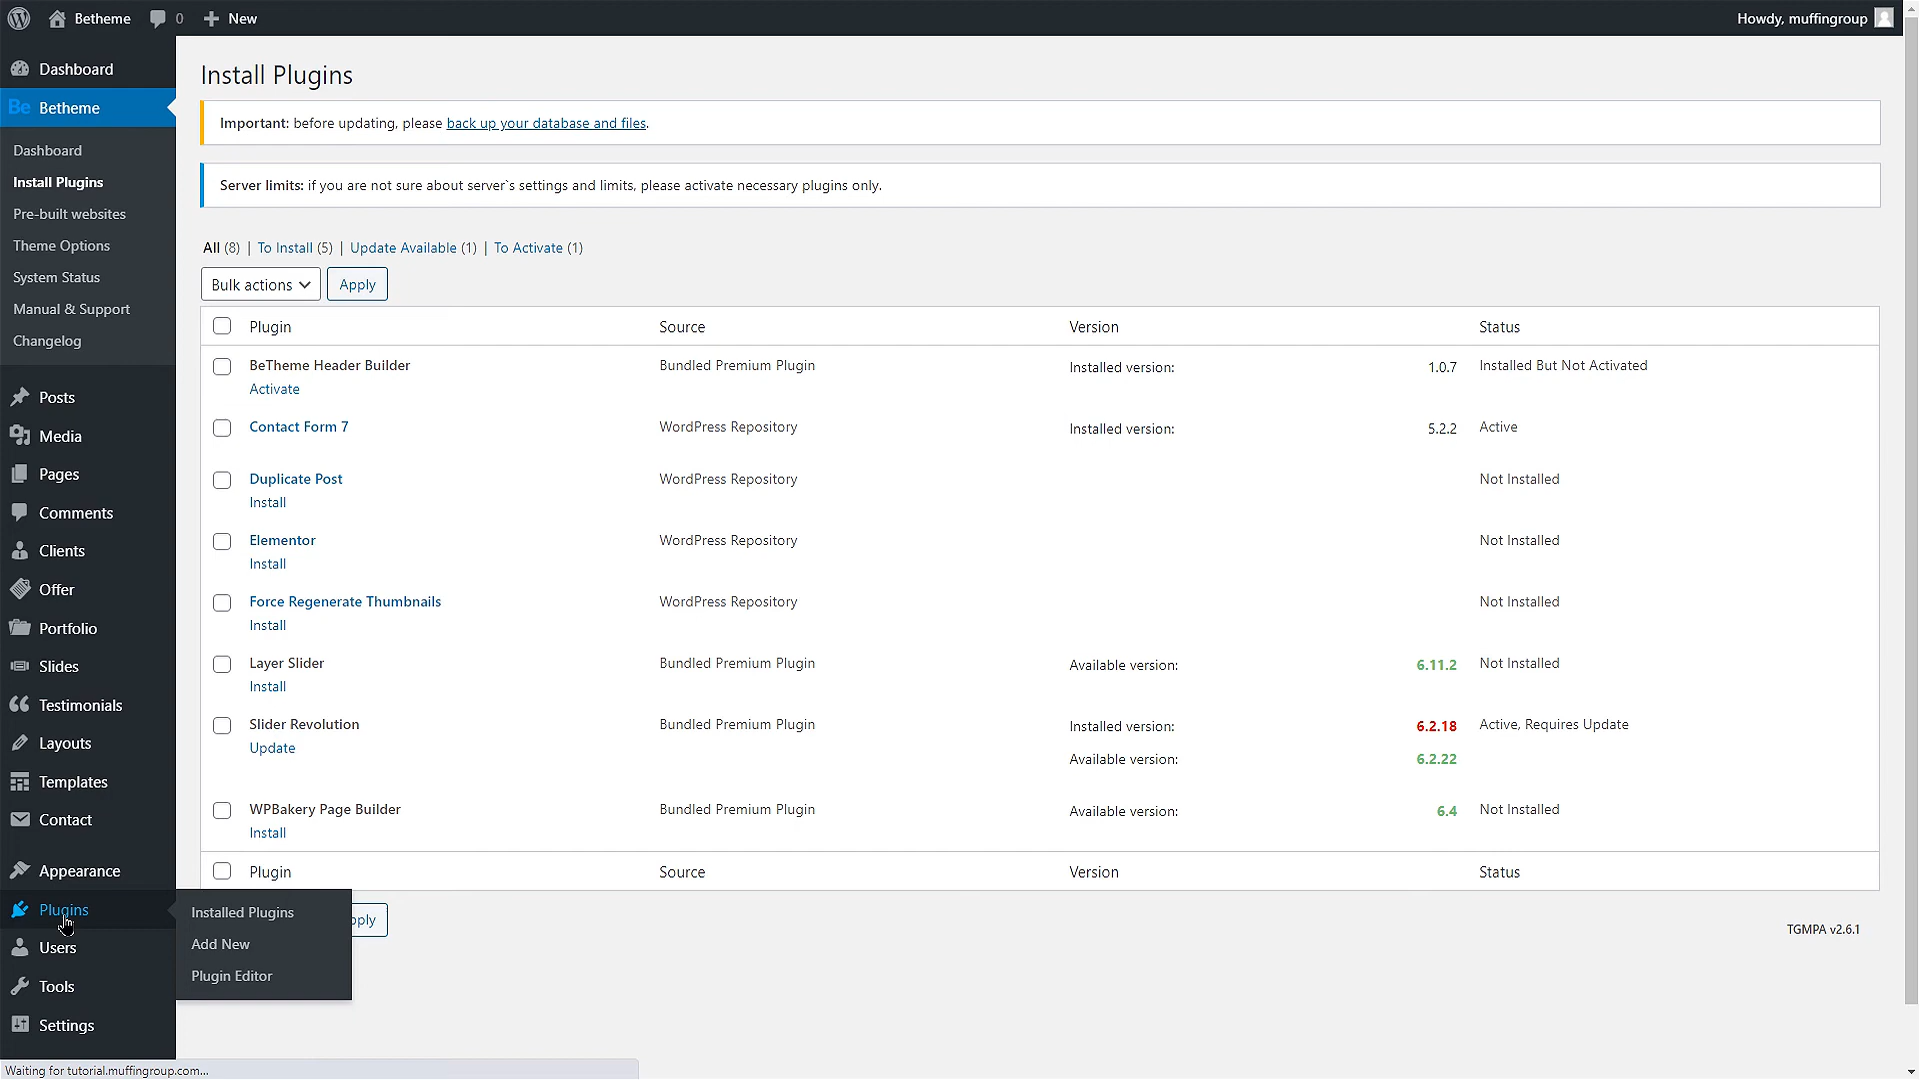 Betheme
0
New
Howdy, muffingroup
Dashboard
Be Betheme
Dashboard
Install Plugins
Pre-built websites
Theme Options
System Status
Manual & Support
Changelog
Posts
Media
Pages
Comments
Clients
Offer
Portfolio
Slides
Testimonials
Layouts
Templates
Contact
Appearance
Plugins
Users
Tools
Settings
Installed Plugins
Add New
Plugin Editor
Install Plugins
Important: before updating, please back up your database and files.
Server limits: if you are not sure about server`s settings and limits, please activate necessary plugins only.
All (8) | To Install (5) | Update Available (1) | To Activate (1)
Bulk actions Apply
Plugin Source Version Status
BeTheme Header Builder Bundled Premium Plugin Installed version: 1.0.7 Installed But Not Activated
Activate
Contact Form 7 WordPress Repository Installed version: 5.2.2 Active
Duplicate Post WordPress Repository Not Installed
Install
Elementor WordPress Repository Not Installed
Install
Force Regenerate Thumbnails WordPress Repository Not Installed
Install
Layer Slider Bundled Premium Plugin Available version: 6.11.2 Not Installed
Install
Slider Revolution Bundled Premium Plugin Installed version: 6.2.18 Active, Requires Update
Update
Available version: 6.2.22
WPBakery Page Builder Bundled Premium Plugin Available version: 6.4 Not Installed
Install
Plugin Source Version Status
pply
TGMPA v2.6.1
Waiting for tutorial.muffingroup.com...